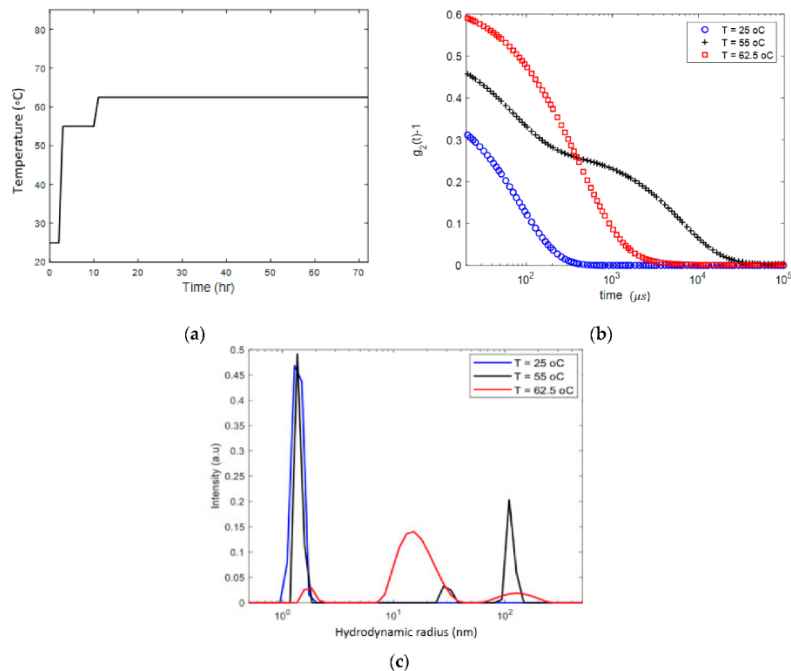 80
70
60
50
40
30
20
0 10 20 30 40 50 60 70
Temperature (∘C)
Time (hr)
(a)
0.6
0.5
0.4
0.3
0.2
0.1
0
10² 10³ 10⁴ 10⁵
g₂(t)-1
time (μs)
T = 25 oC
T = 55 oC
T = 62.5 oC
(b)
0.5
0.45
0.4
0.35
0.3
0.25
0.2
0.15
0.1
0.05
0
10⁰ 10¹ 10²
Intensity (a.u)
Hydrodynamic radius (nm)
T = 25 oC
T = 55 oC
T = 62.5 oC
(c)